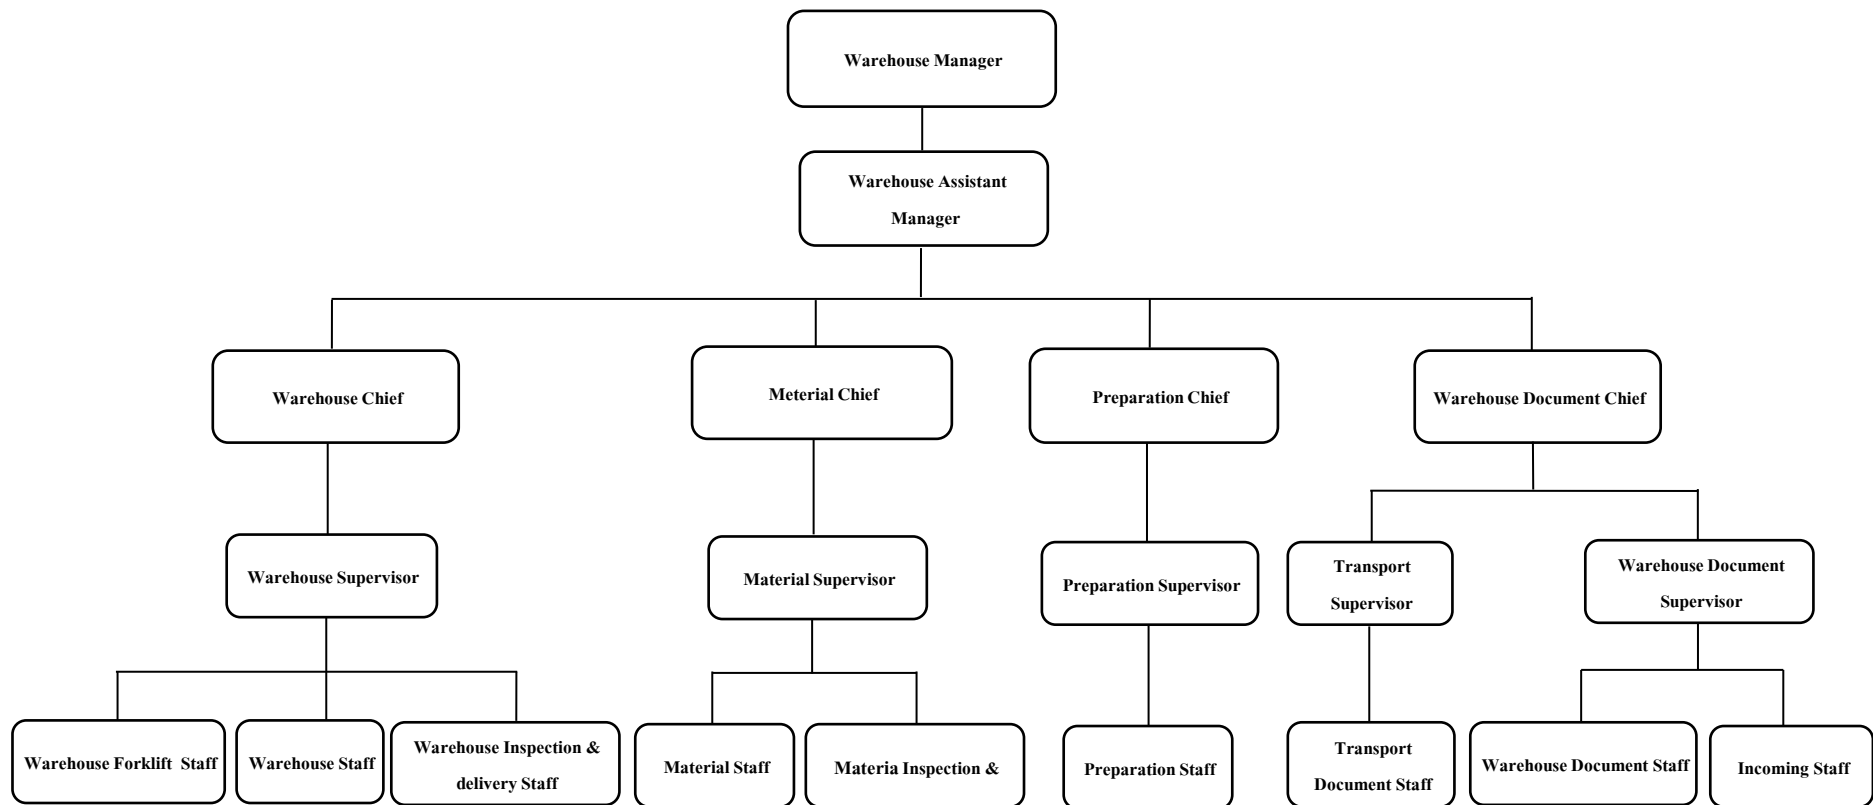 Warehouse Manager
Warehouse Assistant
Manager
Warehouse Chief
Meterial Chief
Preparation Chief
Warehouse Document Chief
Warehouse Supervisor
Material Supervisor
Preparation Supervisor
Transport
Supervisor
Warehouse Document
Supervisor
Warehouse Forklift Staff
Warehouse Staff
Warehouse Inspection &
delivery Staff
Material Staff
Materia Inspection &
Preparation Staff
Transport
Document Staff
Warehouse Document Staff
Incoming Staff